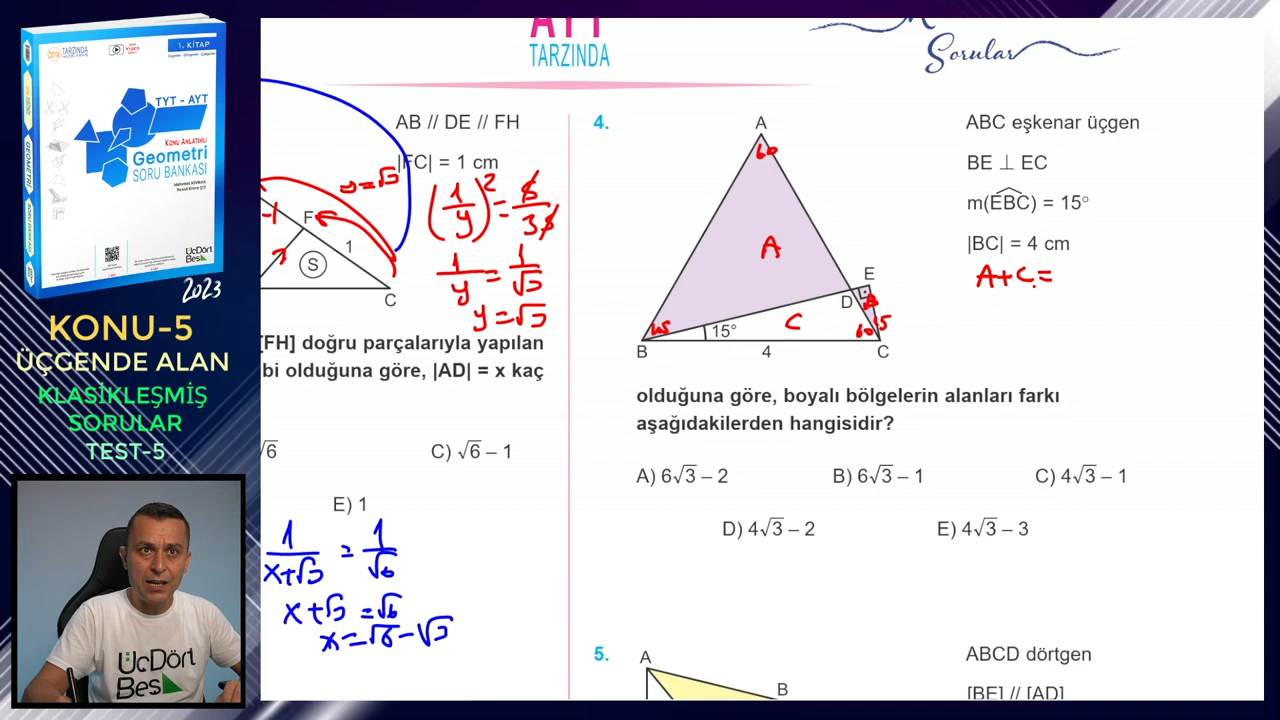 TARZINDA
1. KİTAP
TYT - AYT
KONU ANLATIMLI
Geometri
SORU BANKASI
GEOMETRİ
SORU BANKASI
ÜçDört
Beş
2023
KONU-5
ÜÇGENDE ALAN
KLASİKLEŞMİŞ
SORULAR
TEST-5
ÜçDört
Beş
AYT
TARZINDA
Sorular
AB // DE // FH
|FC| = 1 cm
y=√3
(1/y)² = 6/36
1/y = 1/√3
y=√3
-1
F
1
S
C
[FH] doğru parçalarıyla yapılan
bi olduğuna göre, |AD| = x kaç
√6
C) √6 – 1
E) 1
1/(x+√3) = 1/√6
x+√3 = √6
x=√6-√3
4.
A
60
A
E
D
B
45
15°
C
60
15
B
4
C
ABC eşkenar üçgen
BE ⊥ EC
m(EBC) = 15°
|BC| = 4 cm
A+C=
olduğuna göre, boyalı bölgelerin alanları farkı
aşağıdakilerden hangisidir?
A) 6√3 – 2
B) 6√3 – 1
C) 4√3 – 1
D) 4√3 – 2
E) 4√3 – 3
5.
A
B
ABCD dörtgen
[BE] // [AD]